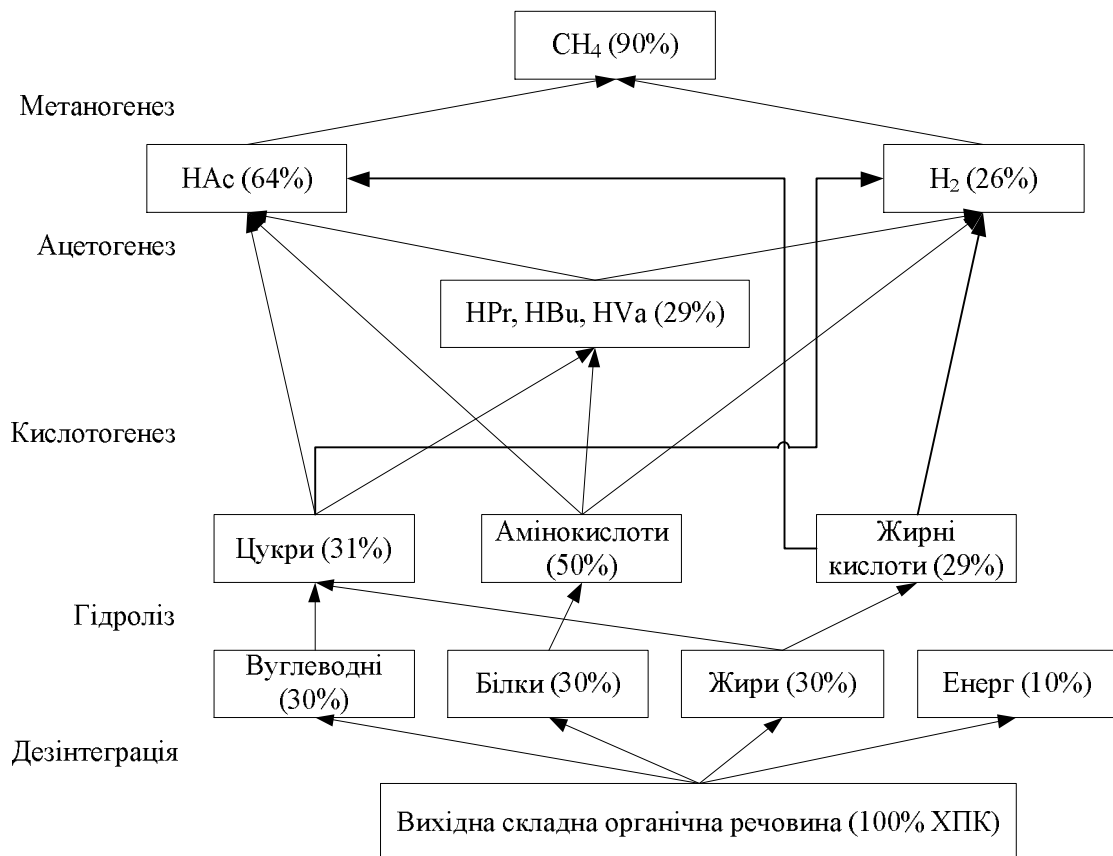 CH4 (90%)
Метаногенез
HAc (64%)
H2 (26%)
Ацетогенез
HPr, HBu, HVa (29%)
Кислотогенез
Цукри (31%)
Амінокислоти
(50%)
Жирні
кислоти (29%)
Гідроліз
Вуглеводні
(30%)
Білки (30%)
Жири (30%)
Енерг (10%)
Дезінтеграція
Вихідна складна органічна речовина (100% ХПК)